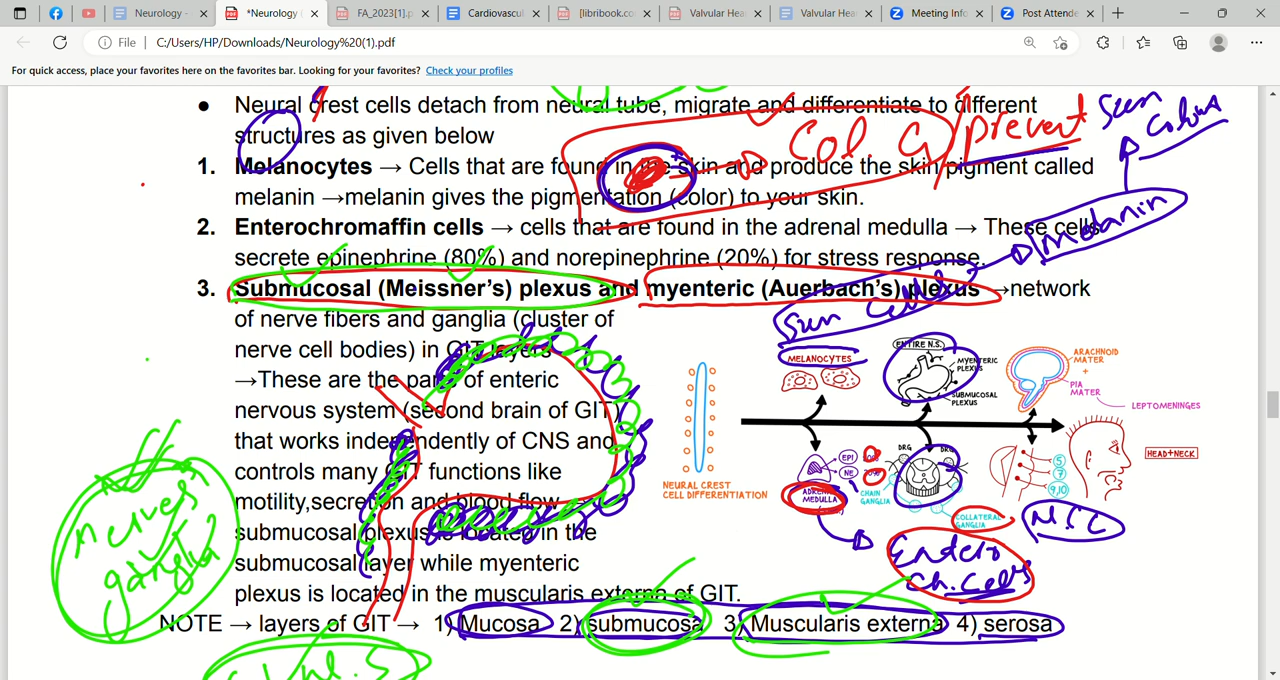 Neurology -
*Neurology (
FA_2023[1].p
Cardiovascul
[libribook.co
Valvular Hea
Valvular Hea
Meeting Info
Post Attende
File | C:/Users/HP/Downloads/Neurology%20(1).pdf
For quick access, place your favorites here on the favorites bar. Looking for your favorites? Check your profiles
● Neural crest cells detach from neural tube, migrate and differentiate to different
structures as given below
Col. G
prevent
1. Melanocytes → Cells that are found in the skin and produce the skin pigment called
melanin →melanin gives the pigmentation (color) to your skin.
melanin
2. Enterochromaffin cells → cells that are found in the adrenal medulla → These cells
secrete epinephrine (80%) and norepinephrine (20%) for stress response.
3. Submucosal (Meissner's) plexus and myenteric (Auerbach's) plexus →network
of nerve fibers and ganglia (cluster of
nerve cell bodies) in GIT layers
→These are the part of enteric
nervous system (second brain of GIT)
that works independently of CNS and
controls many GIT functions like
motility,secretion and blood flow
submucosal plexus is located in the
submucosal layer while myenteric
plexus is located in the muscularis externa of GIT.
NOTE → layers of GIT → 1) Mucosa 2) submucosa 3) Muscularis externa 4) serosa
nerves
ganglia
NEURAL CREST
CELL DIFFERENTIATION
MELANOCYTES
ENTIRE N.S.
MYENTERIC
PLEXUS
SUBMUCOSAL
PLEXUS
ARACHNOID
MATER
+
PIA
MATER
LEPTOMENINGES
EPI
NE
ADRENAL
MEDULLA
DRG
DRG
CHAIN
GANGLIA
COLLATERAL
GANGLIA
5
7
9,10
HEAD+NECK
Entero
Ch. Cells